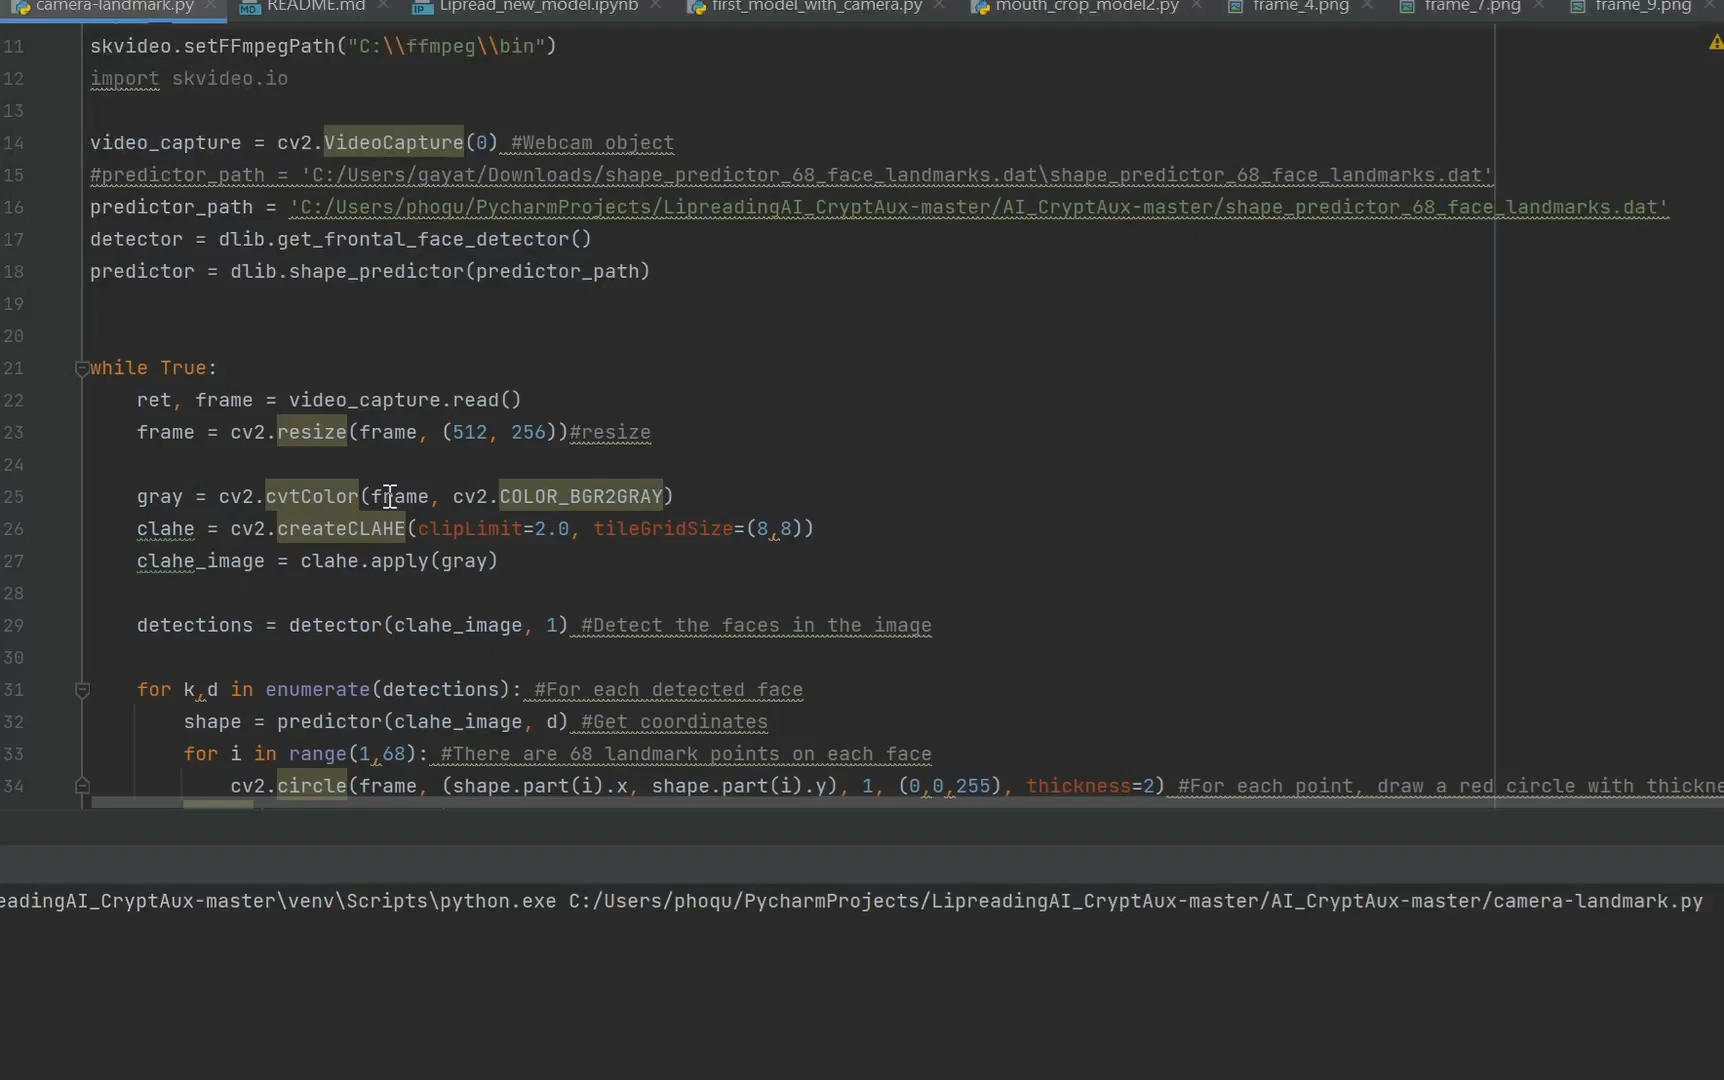 camera-landmark.py README.md Lipread_new_model.ipynb first_model_with_camera.py mouth_crop_model2.py frame_4.png frame_7.png frame_9.png
11 skvideo.setFFmpegPath("C:\\ffmpeg\\bin")
12 import skvideo.io
13
14 video_capture = cv2.VideoCapture(0) #Webcam object
15 #predictor_path = 'C:/Users/gayat/Downloads/shape_predictor_68_face_landmarks.dat\shape_predictor_68_face_landmarks.dat'
16 predictor_path = 'C:/Users/phoqu/PycharmProjects/LipreadingAI_CryptAux-master/AI_CryptAux-master/shape_predictor_68_face_landmarks.dat'
17 detector = dlib.get_frontal_face_detector()
18 predictor = dlib.shape_predictor(predictor_path)
19
20
21 while True:
22 ret, frame = video_capture.read()
23 frame = cv2.resize(frame, (512, 256))#resize
24
25 gray = cv2.cvtColor(frame, cv2.COLOR_BGR2GRAY)
26 clahe = cv2.createCLAHE(clipLimit=2.0, tileGridSize=(8,8))
27 clahe_image = clahe.apply(gray)
28
29 detections = detector(clahe_image, 1) #Detect the faces in the image
30
31 for k,d in enumerate(detections): #For each detected face
32 shape = predictor(clahe_image, d) #Get coordinates
33 for i in range(1,68): #There are 68 landmark points on each face
34 cv2.circle(frame, (shape.part(i).x, shape.part(i).y), 1, (0,0,255), thickness=2) #For each point, draw a red circle with thickne
eadingAI_CryptAux-master\venv\Scripts\python.exe C:/Users/phoqu/PycharmProjects/LipreadingAI_CryptAux-master/AI_CryptAux-master/camera-landmark.py